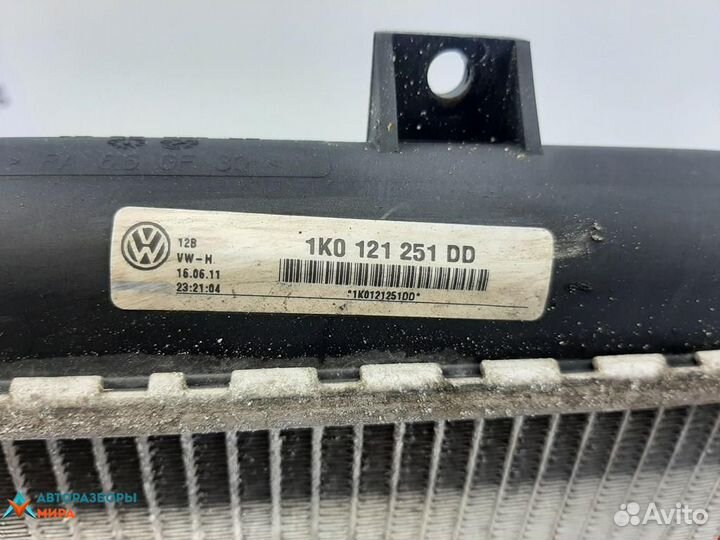 12B
VW-H
16.06.11
23:21:04
1K0 121 251 DD
*1K0121251DD*
АВТОРАЗБОРЫ
МИРА
Avito